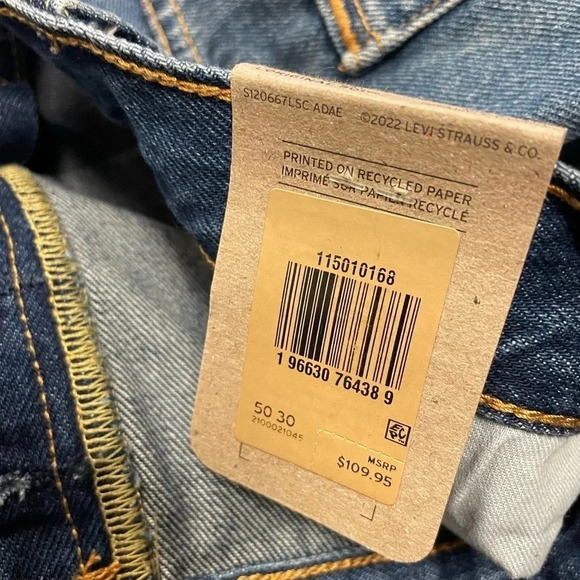 S120667LSC ADAE ©2022 LEVI STRAUSS & CO.
PRINTED ON RECYCLED PAPER
IMPRIMÉ SUR PAPIER RECYCLÉ
115010168
1 96630 76438 9
50 30
2100021045
MSRP
$109.95